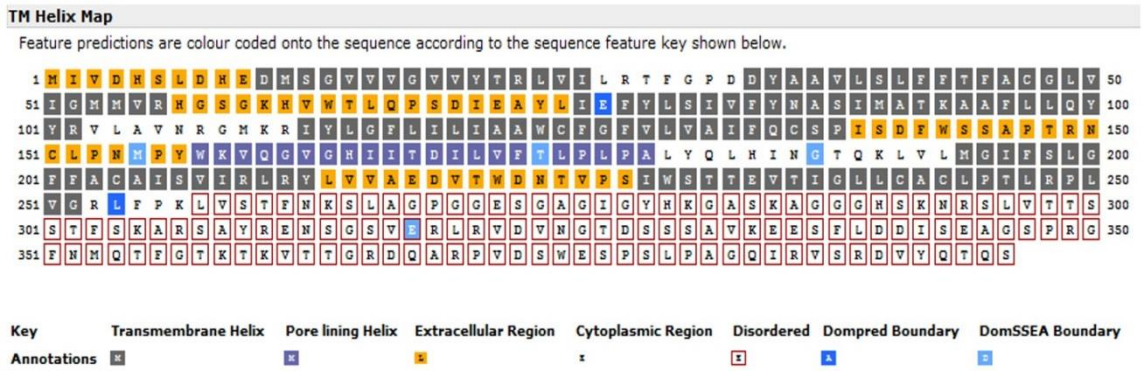 TM Helix Map
Feature predictions are colour coded onto the sequence according to the sequence feature key shown below.
1 M I V D H S L D H E D M S G V V V G V V Y T R L V I L R T F G P D D Y A A V L S L F F T F A C G L V 50
51 I G M M V R H G S G K H V W T L Q P S D I E A Y L I E F Y L S I V F Y N A S I M A T K A A F L L Q Y 100
101 Y R V L A V N R G M K R I Y L G F L I L I A A W C F G F V L V A I F Q C S P I S D F W S S A P T R N 150
151 C L P N M P Y W K V Q G V G H I I T D I L V F T L P L P A L Y Q L H I N G T Q K L V L M G I F S L G 200
201 F F A C A I S V I R L R Y L V V A E D V T W D N T V P S I W S T T E V T I G L L C A C L P T L R P L 250
251 V G R L F P K L V S T F N K S L A G P G G E S G A G I G Y H K G A S K A G G G H S K N R S L V T T S 300
301 S T F S K A R S A Y R E N S G S V E R L R V D V N G T D S S S A V K E E S F L D D I S E A G S P R G 350
351 F N M Q T F G T K T K V T T G R D Q A R P V D S W E S P S L P A G Q I R V S R D V Y Q T Q S
Key Transmembrane Helix Pore lining Helix Extracellular Region Cytoplasmic Region Disordered Dompred Boundary DomSSEA Boundary
Annotations